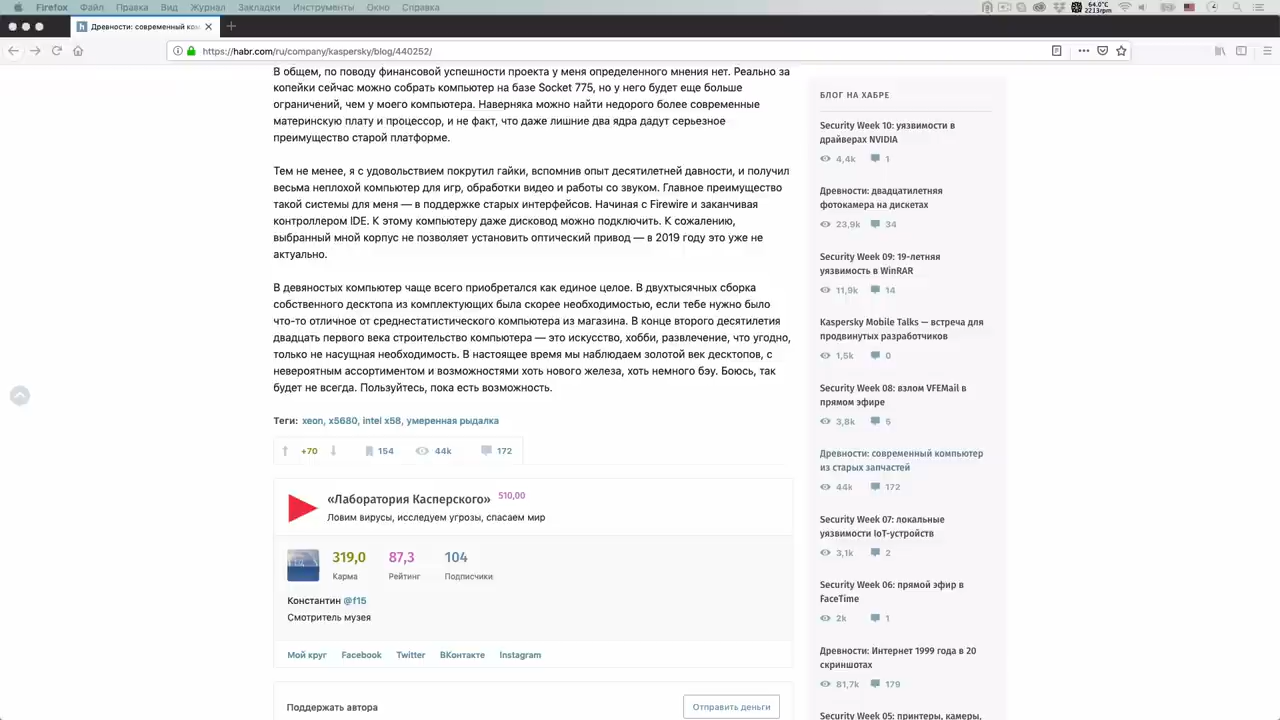 Firefox Файл Правка Вид Журнал Закладки Инструменты Окно Справка
64.0°C
2213rpm
Древности: современный ком
https://habr.com/ru/company/kaspersky/blog/440252/
В общем, по поводу финансовой успешности проекта у меня определенного мнения нет. Реально за
копейки сейчас можно собрать компьютер на базе Socket 775, но у него будет еще больше
ограничений, чем у моего компьютера. Наверняка можно найти недорого более современные
материнскую плату и процессор, и не факт, что даже лишние два ядра дадут серьезное
преимущество старой платформе.
Тем не менее, я с удовольствием покрутил гайки, вспомнив опыт десятилетней давности, и получил
весьма неплохой компьютер для игр, обработки видео и работы со звуком. Главное преимущество
такой системы для меня — в поддержке старых интерфейсов. Начиная с Firewire и заканчивая
контроллером IDE. К этому компьютеру даже дисковод можно подключить. К сожалению,
выбранный мной корпус не позволяет установить оптический привод — в 2019 году это уже не
актуально.
В девяностых компьютер чаще всего приобретался как единое целое. В двухтысячных сборка
собственного десктопа из комплектующих была скорее необходимостью, если тебе нужно было
что-то отличное от среднестатистического компьютера из магазина. В конце второго десятилетия
двадцать первого века строительство компьютера — это искусство, хобби, развлечение, что угодно,
только не насущная необходимость. В настоящее время мы наблюдаем золотой век десктопов, с
невероятным ассортиментом и возможностями хоть нового железа, хоть немного бэу. Боюсь, так
будет не всегда. Пользуйтесь, пока есть возможность.
Теги: xeon, x5680, intel x58, умеренная рыдалка
+70 154 44k 172
«Лаборатория Касперского» 510,00
Ловим вирусы, исследуем угрозы, спасаем мир
319,0 87,3 104
Карма Рейтинг Подписчики
Константин @f15
Смотритель музея
Мой круг Facebook Twitter ВКонтакте Instagram
Поддержать автора Отправить деньги
БЛОГ НА ХАБРЕ
Security Week 10: уязвимости в
драйверах NVIDIA
4,4k 1
Древности: двадцатилетняя
фотокамера на дискетах
23,9k 34
Security Week 09: 19-летняя
уязвимость в WinRAR
11,9k 14
Kaspersky Mobile Talks — встреча для
продвинутых разработчиков
1,5k 0
Security Week 08: взлом VFEMail в
прямом эфире
3,8k 6
Древности: современный компьютер
из старых запчастей
44k 172
Security Week 07: локальные
уязвимости IoT-устройств
3,1k 2
Security Week 06: прямой эфир в
FaceTime
2k 1
Древности: Интернет 1999 года в 20
скриншотах
81,7k 179
Security Week 05: принтеры, камеры,